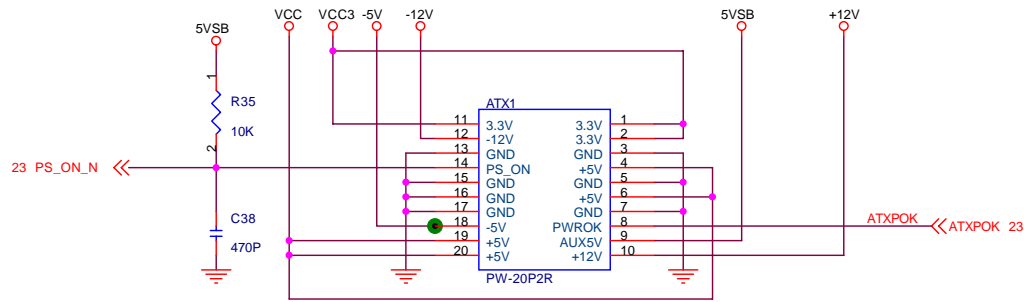 VCC VCC3 -5V -12V 5VSB +12V
5VSB
1
R35
10K
2
23 PS_ON_N
C38
470P
ATX1
11 3.3V 3.3V 1
12 -12V 3.3V 2
13 GND GND 3
14 PS_ON +5V 4
15 GND GND 5
16 GND +5V 6
17 GND GND 7
18 -5V PWROK 8 ATXPOK ATXPOK 23
19 +5V AUX5V 9
20 +5V +12V 10
PW-20P2R